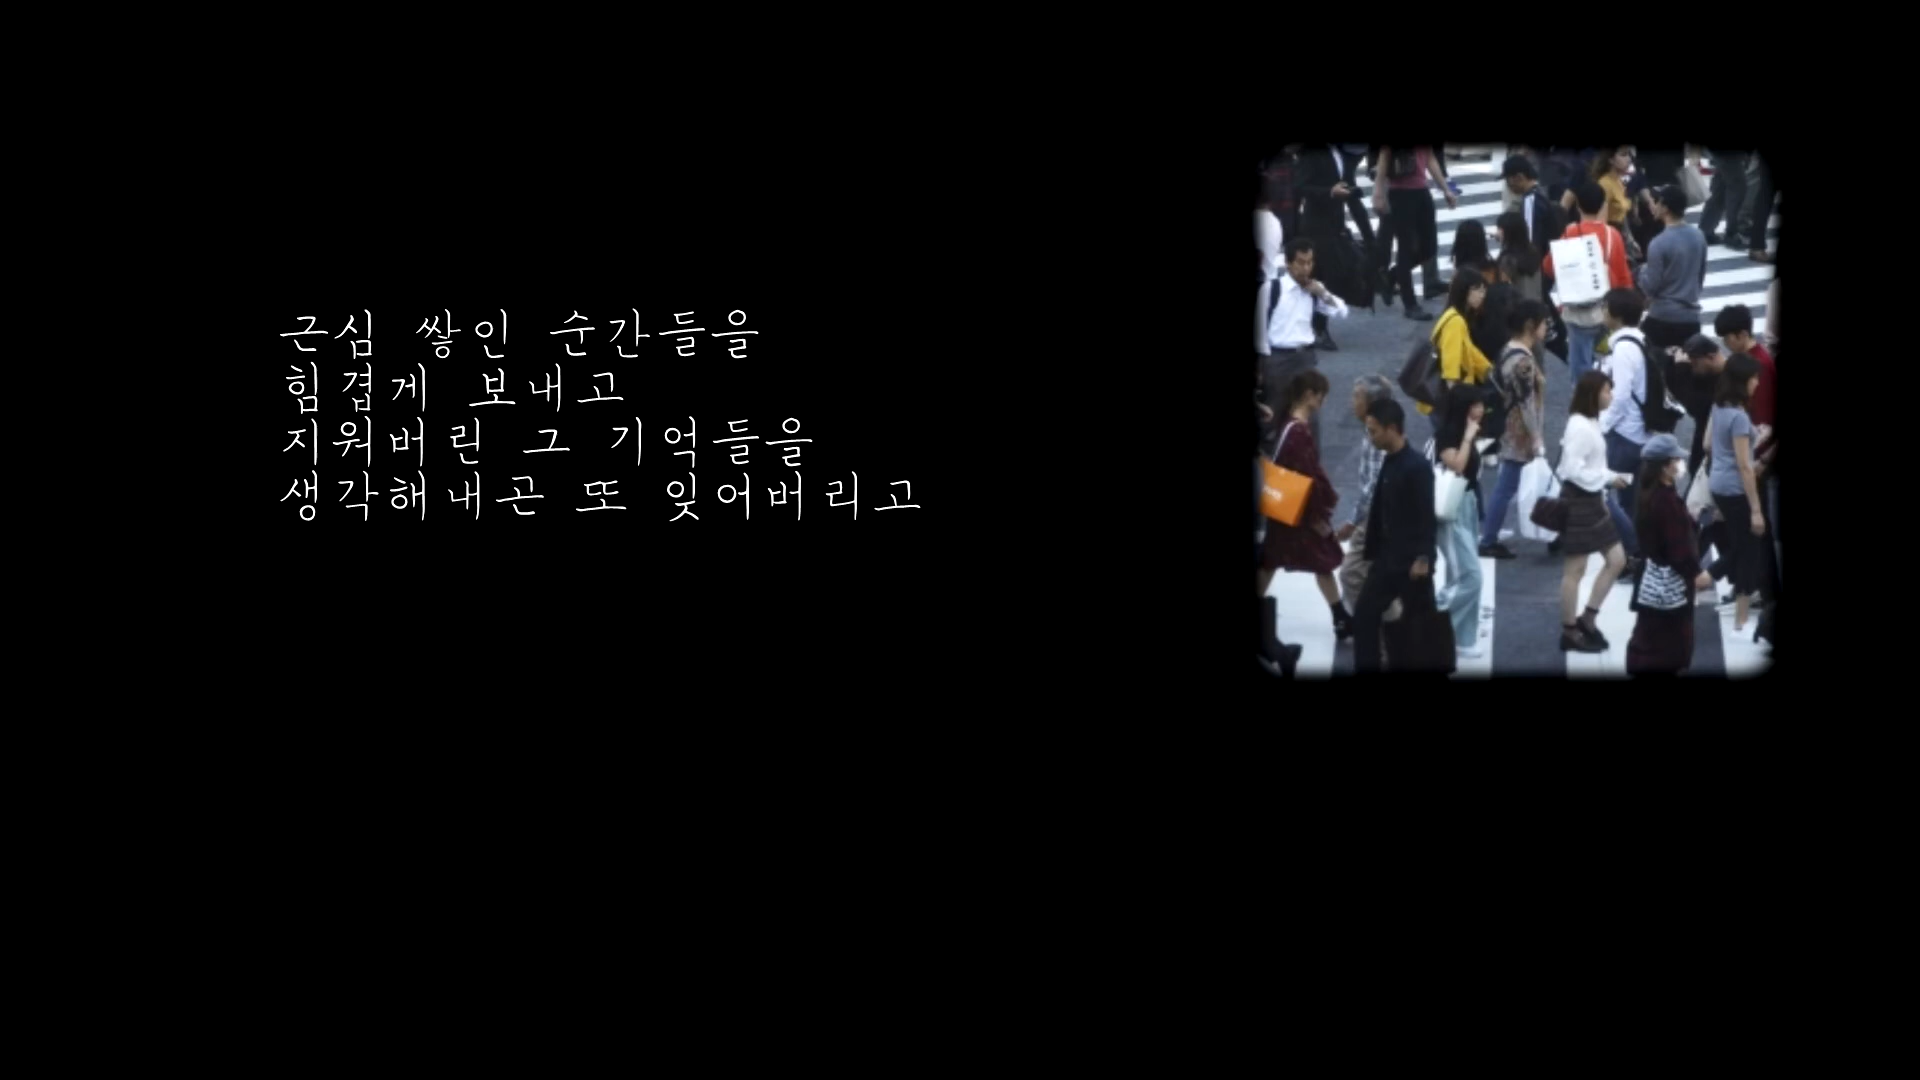 근심 쌓인 순간들을
힘겹게 보내고
지워버린 그 기억들을
생각해내곤 또 잊어버리고